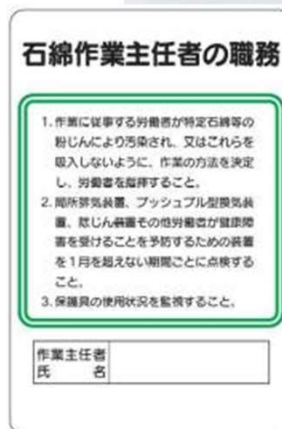 石綿作業主任者の職務
1. 作業に従事する労働者が特定石綿等の
粉じんにより汚染され、又はこれらを
吸入しないように、作業の方法を決定
し、労働者を指揮すること。
2. 局所排気装置、プッシュプル型換気装
置、除じん装置その他労働者が健康障
害を受けることを予防するための装置
を1月を超えない期間ごとに点検する
こと。
3. 保護具の使用状況を監視すること。
作業主任者
氏 名